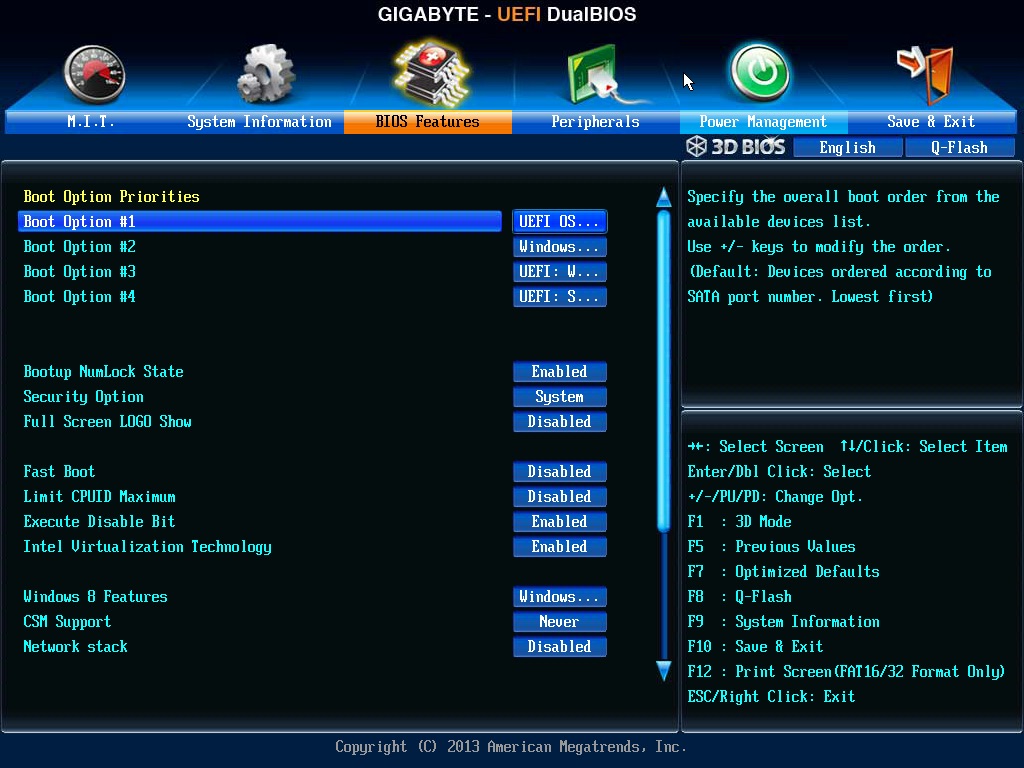 GIGABYTE - UEFI DualBIOS
M.I.T. System Information BIOS Features Peripherals Power Management Save & Exit
3D BIOS English Q-Flash
Boot Option Priorities
Boot Option #1 UEFI OS...
Boot Option #2 Windows...
Boot Option #3 UEFI: W...
Boot Option #4 UEFI: S...
Bootup NumLock State Enabled
Security Option System
Full Screen LOGO Show Disabled
Fast Boot Disabled
Limit CPUID Maximum Disabled
Execute Disable Bit Enabled
Intel Virtualization Technology Enabled
Windows 8 Features Windows...
CSM Support Never
Network stack Disabled
Specify the overall boot order from the
available devices list.
Use +/- keys to modify the order.
(Default: Devices ordered according to
SATA port number. Lowest first)
→←: Select Screen ↑↓/Click: Select Item
Enter/Dbl Click: Select
+/-/PU/PD: Change Opt.
F1 : 3D Mode
F5 : Previous Values
F7 : Optimized Defaults
F8 : Q-Flash
F9 : System Information
F10 : Save & Exit
F12 : Print Screen(FAT16/32 Format Only)
ESC/Right Click: Exit
Copyright (C) 2013 American Megatrends, Inc.